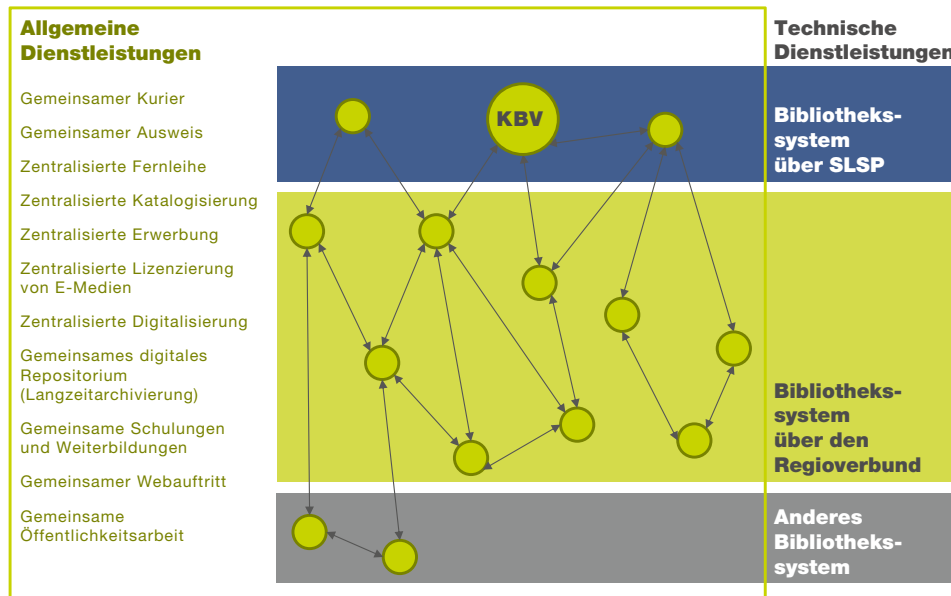 Allgemeine
Dienstleistungen
Gemeinsamer Kurier
Gemeinsamer Ausweis
Zentralisierte Fernleihe
Zentralisierte Katalogisierung
Zentralisierte Erwerbung
Zentralisierte Lizenzierung
von E-Medien
Zentralisierte Digitalisierung
Gemeinsames digitales
Repositorium
(Langzeitarchivierung)
Gemeinsame Schulungen
und Weiterbildungen
Gemeinsamer Webauftritt
Gemeinsame
Öffentlichkeitsarbeit
KBV
Technische
Dienstleistungen
Bibliotheks-
system
über SLSP
Bibliotheks-
system
über den
Regioverbund
Anderes
Bibliotheks-
system